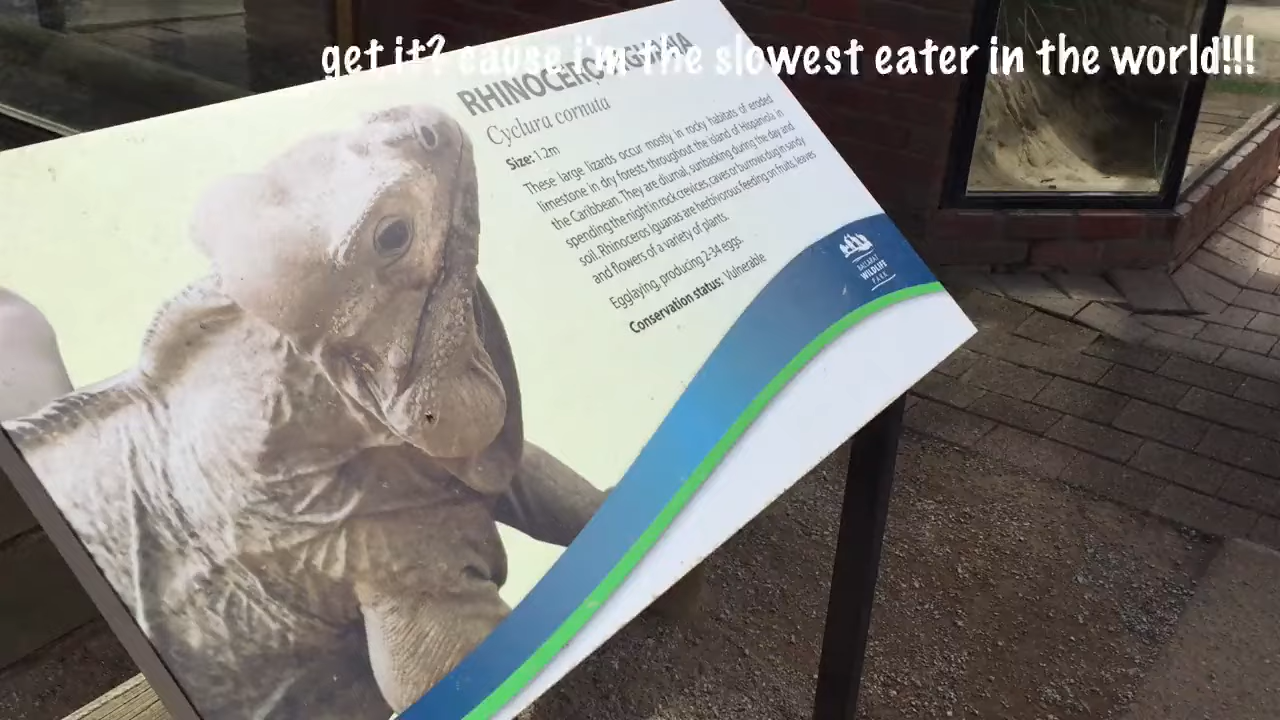 get it? cause i'm the slowest eater in the world!!!
RHINOCEROS IGUANA
Cyclura cornuta
Size: 1.2m
These large lizards occur mostly in rocky habitats of eroded
limestone in dry forests throughout the island of Hispaniola in
the Caribbean. They are diurnal, sunbasking during the day and
spending the night in rock crevices, caves or burrows dug in sandy
soil. Rhinoceros Iguanas are herbivorous feeding on fruits, leaves
and flowers of a variety of plants.
Egglaying, producing 2-34 eggs.
Conservation status: Vulnerable
BALLARAT
WILDLIFE
PARK